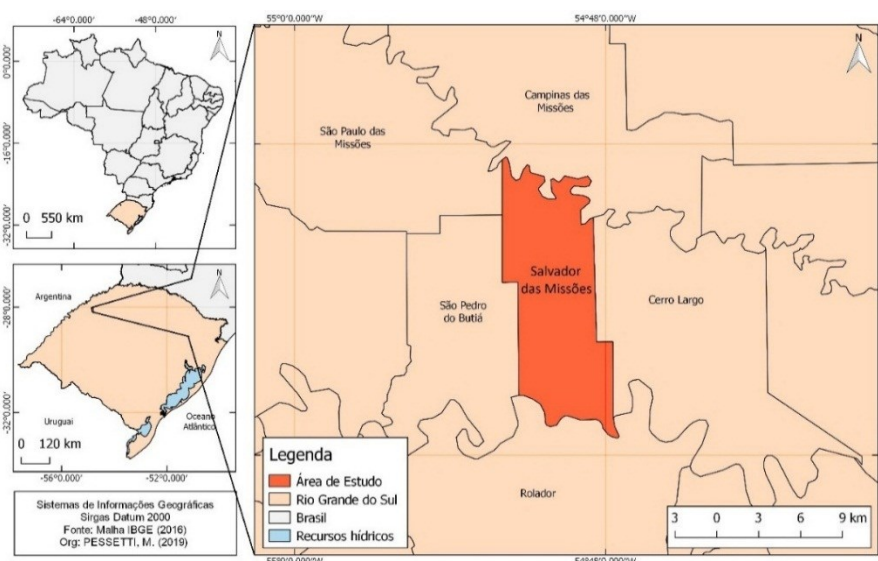 -64°0.000' -48°0.000'
0°0.000'
-16°0.000'
-32°0.000'
N
0 550 km
Argentina
N
-28°0.000'
-32°0.000'
Uruguai
Oceano
Atlântico
0 120 km
-56°0.000' -52°0.000'
Sistemas de Informações Geográficas
Sirgas Datum 2000
Fonte: Malha IBGE (2016)
Org: PESSETTI, M. (2019)
55°0'0.000"W 54°48'0.000"W
N
Campinas das
Missões
São Paulo das
Missões
Salvador
das Missões
São Pedro
do Butiá
Cerro Largo
Rolador
Legenda
Área de Estudo
Rio Grande do Sul
Brasil
Recursos hídricos
3 0 3 6 9 km